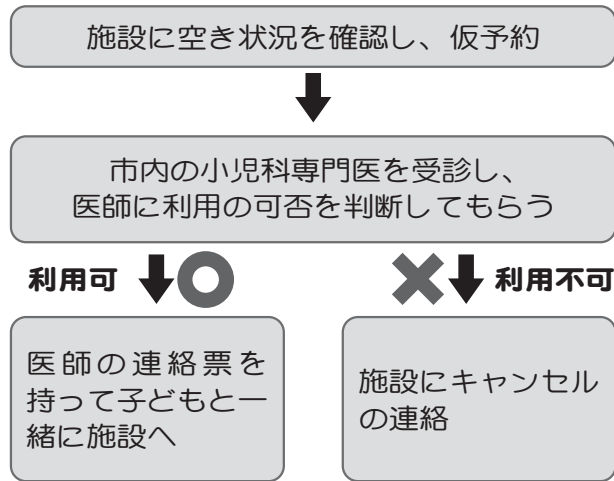 施設に空き状況を確認し、仮予約
市内の小児科専門医を受診し、
医師に利用の可否を判断してもらう
利用可
利用不可
医師の連絡票を
持って子どもと一
緒に施設へ
施設にキャンセル
の連絡